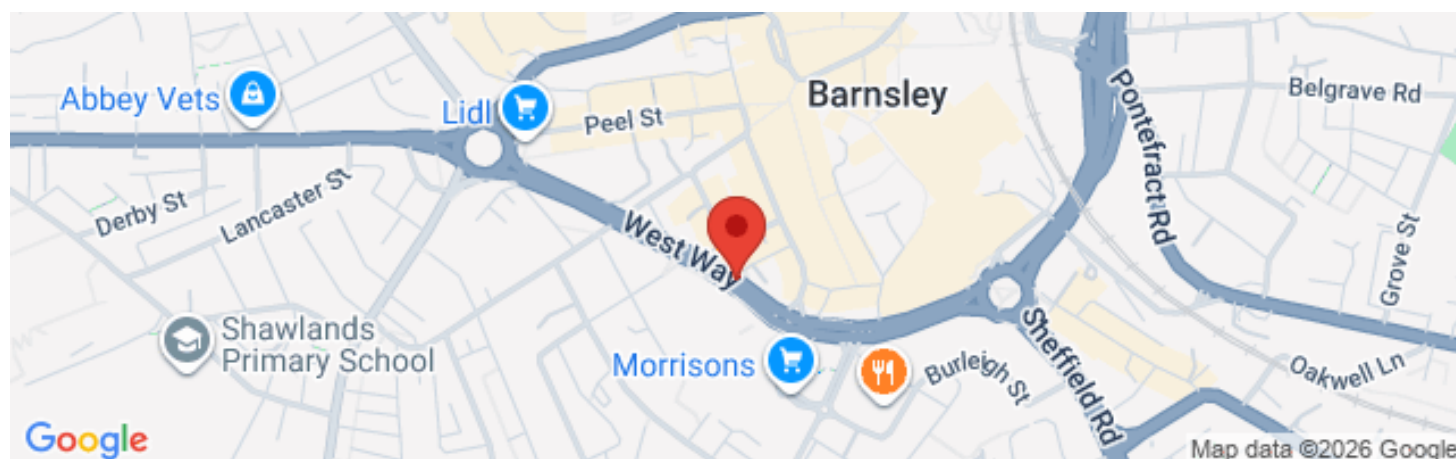 Abbey Vets
Lidl
Peel St
Barnsley
Pontefract Rd
Belgrave Rd
Derby St
Lancaster St
West Way
Grove St
Shawlands
Primary School
Morrisons
Burleigh St
Sheffield Rd
Oakwell Ln
Google
Map data ©2026 Google